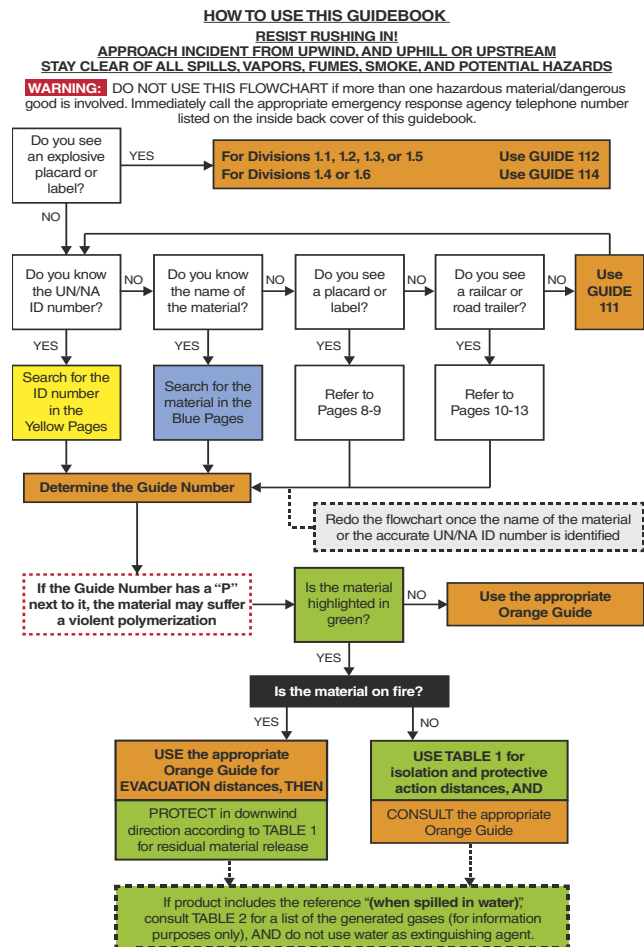 HOW TO USE THIS GUIDEBOOK
RESIST RUSHING IN!
APPROACH INCIDENT FROM UPWIND, AND UPHILL OR UPSTREAM
STAY CLEAR OF ALL SPILLS, VAPORS, FUMES, SMOKE, AND POTENTIAL HAZARDS
WARNING: DO NOT USE THIS FLOWCHART if more than one hazardous material/dangerous
good is involved. Immediately call the appropriate emergency response agency telephone number
listed on the inside back cover of this guidebook.
Do you see
an explosive
placard or
label?
YES
For Divisions 1.1, 1.2, 1.3, or 1.5 Use GUIDE 112
For Divisions 1.4 or 1.6 Use GUIDE 114
NO
Do you know
the UN/NA
ID number?
NO
Do you know
the name of
the material?
NO
Do you see
a placard or
label?
NO
Do you see
a railcar or
road trailer?
NO
Use
GUIDE
111
YES
YES
YES
YES
Search for the
ID number
in the
Yellow Pages
Search for the
material in the
Blue Pages
Refer to
Pages 8-9
Refer to
Pages 10-13
Determine the Guide Number
Redo the flowchart once the name of the material
or the accurate UN/NA ID number is identified
If the Guide Number has a “P”
next to it, the material may suffer
a violent polymerization
Is the material
highlighted in
green?
NO
Use the appropriate
Orange Guide
YES
Is the material on fire?
YES
NO
USE the appropriate
Orange Guide for
EVACUATION distances, THEN
PROTECT in downwind
direction according to TABLE 1
for residual material release
USE TABLE 1 for
isolation and protective
action distances, AND
CONSULT the appropriate
Orange Guide
If product includes the reference “(when spilled in water)”,
consult TABLE 2 for a list of the generated gases (for information
purposes only), AND do not use water as extinguishing agent.